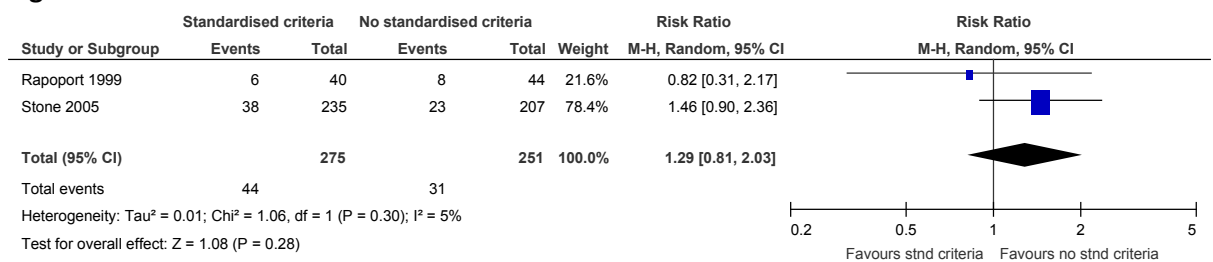 Standardised criteria No standardised criteria Risk Ratio Risk Ratio
Study or Subgroup Events Total Events Total Weight M-H, Random, 95% CI M-H, Random, 95% CI
Rapoport 1999 6 40 8 44 21.6% 0.82 [0.31, 2.17]
Stone 2005 38 235 23 207 78.4% 1.46 [0.90, 2.36]
Total (95% CI) 275 251 100.0% 1.29 [0.81, 2.03]
Total events 44 31
Heterogeneity: Tau² = 0.01; Chi² = 1.06, df = 1 (P = 0.30); I² = 5%
Test for overall effect: Z = 1.08 (P = 0.28)
0.2 0.5 1 2 5
Favours stnd criteria Favours no stnd criteria